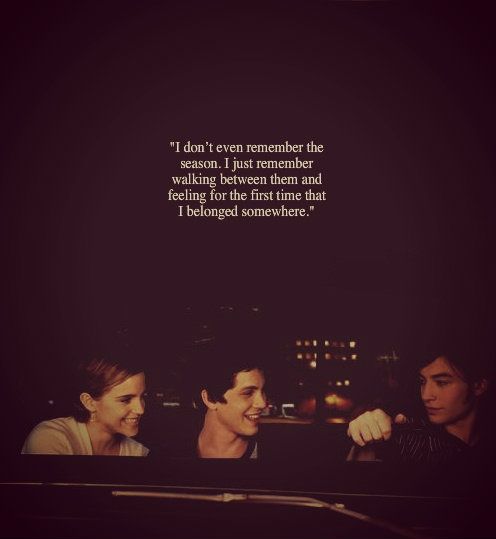 "I don't even remember the
season. I just remember
walking between them and
feeling for the first time that
I belonged somewhere."